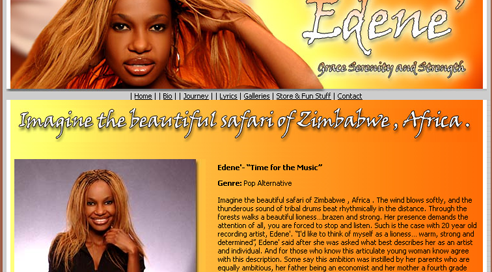 Edene'
Grace Serenity and Strength
| Home | | Bio | | Journey | | Lyrics | Galleries | Store & Fun Stuff | Contact
Imagine the beautiful safari of Zimbabwe , Africa .
Edene'- "Time for the Music"
Genre: Pop Alternative
Imagine the beautiful safari of Zimbabwe , Africa . The wind blows softly, and the
thunderous sound of tribal drums beat rhythmically in the distance. Through the
forests walks a beautiful lioness...brazen and strong. Her presence demands the
attention of all, you are forced to stop and listen. Such is the case with 20 year old
recording artist, Edene'. "I'd like to think of myself as a lioness... warm, strong and
determined", Edene' said after she was asked what best describes her as an artist
and individual. And for those who know this articulate young woman know agree
with this description. Some say this ambition was instilled by her parents who are
equally ambitious, her father being an economist and her mother a fourth grade